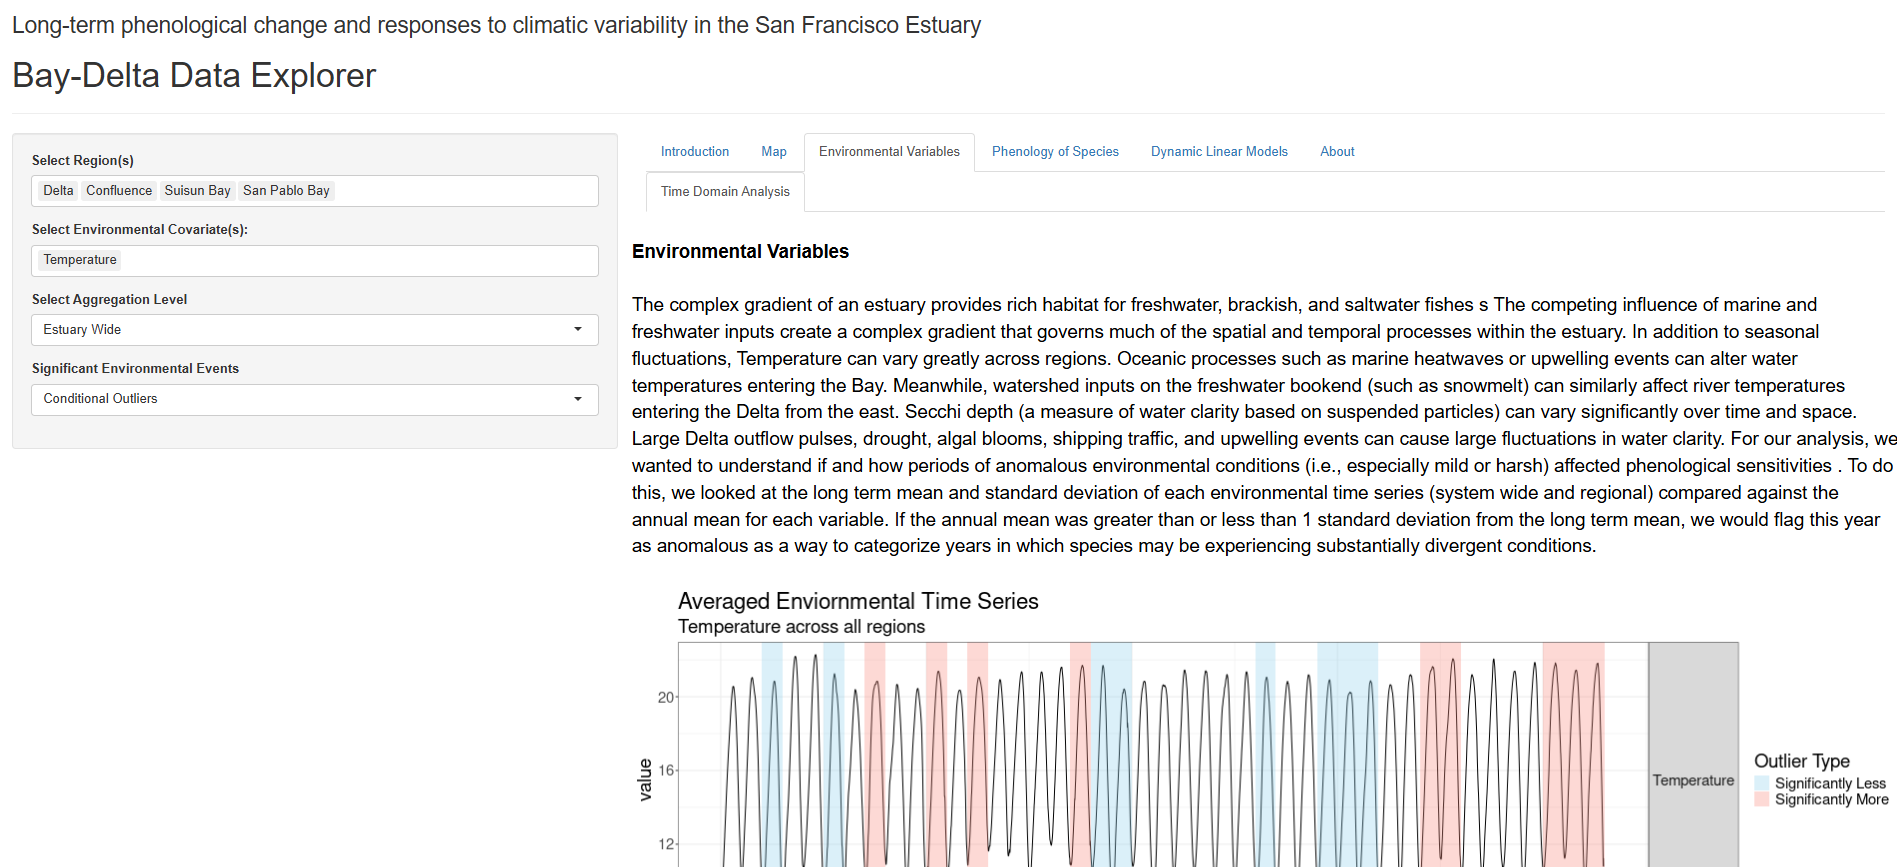 Long-term phenological change and responses to climatic variability in the San Francisco Estuary
Bay-Delta Data Explorer
Select Region(s)
Delta Confluence Suisun Bay San Pablo Bay
Select Environmental Covariate(s):
Temperature
Select Aggregation Level
Estuary Wide
Significant Environmental Events
Conditional Outliers
Introduction Map Environmental Variables Phenology of Species Dynamic Linear Models About
Time Domain Analysis
Environmental Variables
The complex gradient of an estuary provides rich habitat for freshwater, brackish, and saltwater fishes s The competing influence of marine and
freshwater inputs create a complex gradient that governs much of the spatial and temporal processes within the estuary. In addition to seasonal
fluctuations, Temperature can vary greatly across regions. Oceanic processes such as marine heatwaves or upwelling events can alter water
temperatures entering the Bay. Meanwhile, watershed inputs on the freshwater bookend (such as snowmelt) can similarly affect river temperatures
entering the Delta from the east. Secchi depth (a measure of water clarity based on suspended particles) can vary significantly over time and space.
Large Delta outflow pulses, drought, algal blooms, shipping traffic, and upwelling events can cause large fluctuations in water clarity. For our analysis, we
wanted to understand if and how periods of anomalous environmental conditions (i.e., especially mild or harsh) affected phenological sensitivities . To do
this, we looked at the long term mean and standard deviation of each environmental time series (system wide and regional) compared against the
annual mean for each variable. If the annual mean was greater than or less than 1 standard deviation from the long term mean, we would flag this year
as anomalous as a way to categorize years in which species may be experiencing substantially divergent conditions.
Averaged Enviornmental Time Series
Temperature across all regions
20
16
12
value
Temperature
Outlier Type
Significantly Less
Significantly More